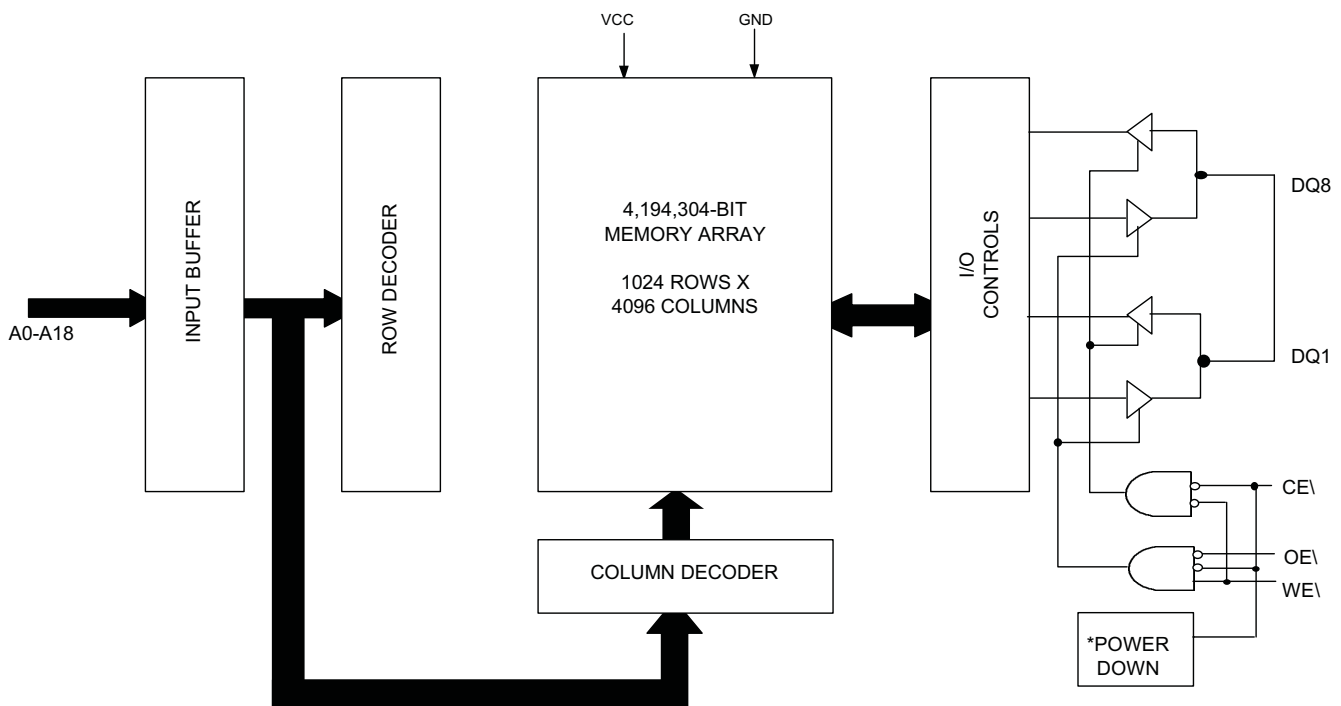 VCC
GND
A0-A18
INPUT BUFFER
ROW DECODER
4,194,304-BIT
MEMORY ARRAY
1024 ROWS X
4096 COLUMNS
I/O
CONTROLS
DQ8
DQ1
CE\
OE\
WE\
COLUMN DECODER
*POWER
DOWN